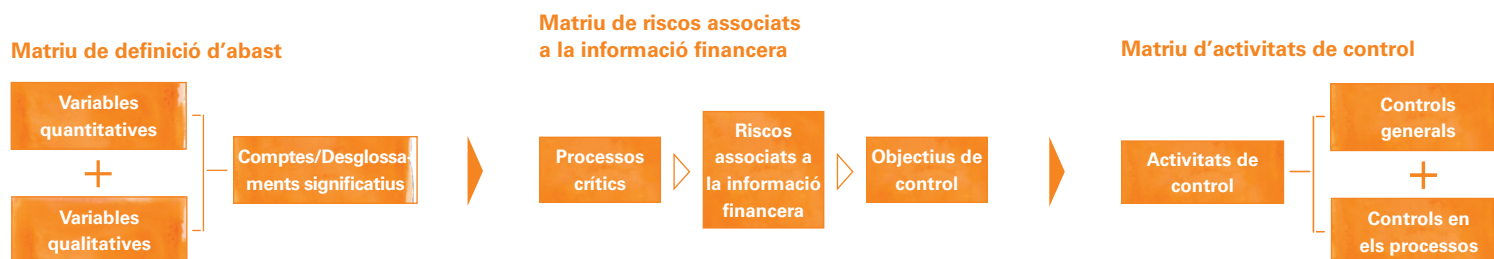 Matriu de definició d'abast
Variables
quantitatives
+
Variables
qualitatives
Comptes/Desglossa-
ments significatius
Matriu de riscos associats
a la informació financera
Processos
crítics
Riscos
associats a
la informació
financera
Objectius de
control
Matriu d'activitats de control
Activitats de
control
Controls
generals
+
Controls en
els processos